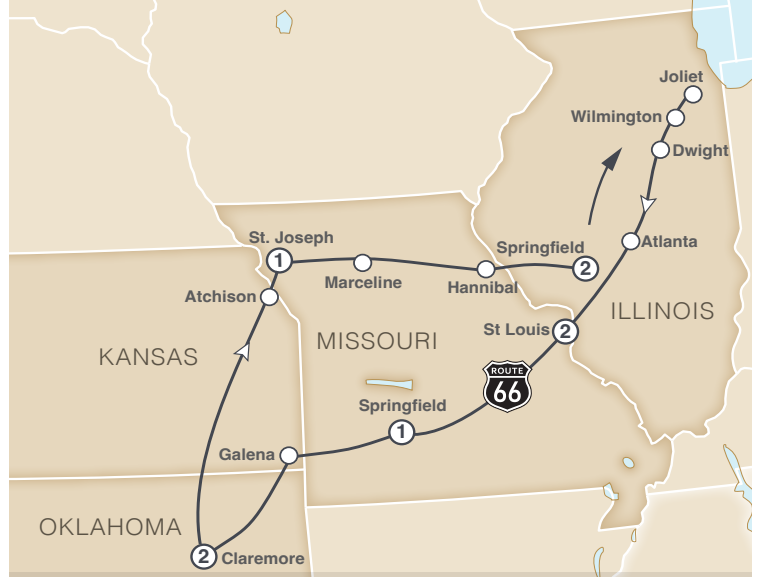 Joliet
Wilmington
Dwight
St. Joseph
1
Springfield
2
Atlanta
Marceline
Hannibal
Atchison
ILLINOIS
St Louis
2
MISSOURI
KANSAS
ROUTE
66
Springfield
1
Galena
OKLAHOMA
2
Claremore